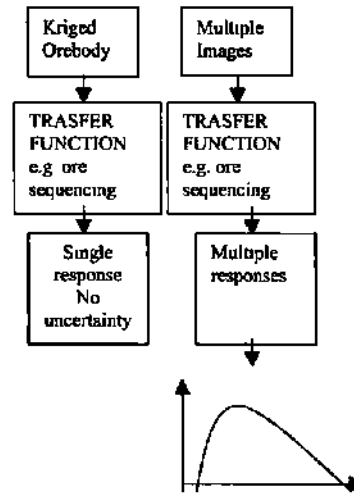 Kriged
Orebody
TRASFER
FUNCTION
e.g ore
sequencing
Single
response
No
uncertainty
Multiple
Images
TRASFER
FUNCTION
e.g. ore
sequencing
Multiple
responses